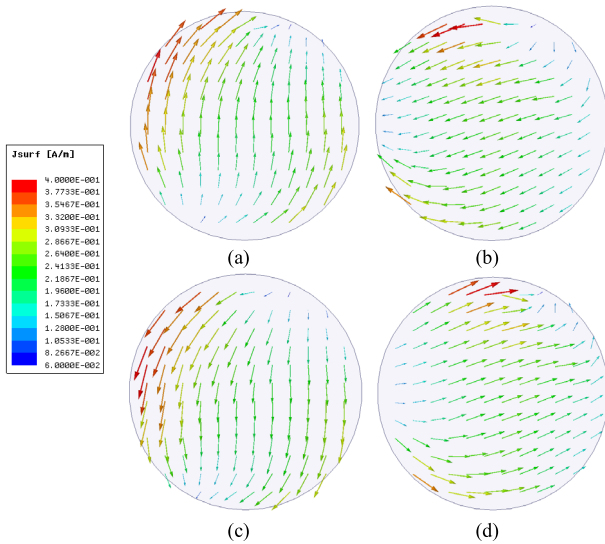 (a)
(b)
Jsurf [A/m]
4.0000E-001
3.7733E-001
3.5467E-001
3.3200E-001
3.0933E-001
2.8667E-001
2.6400E-001
2.4133E-001
2.1867E-001
1.9600E-001
1.7333E-001
1.5067E-001
1.2800E-001
1.0533E-001
8.2667E-002
6.0000E-002
(c)
(d)